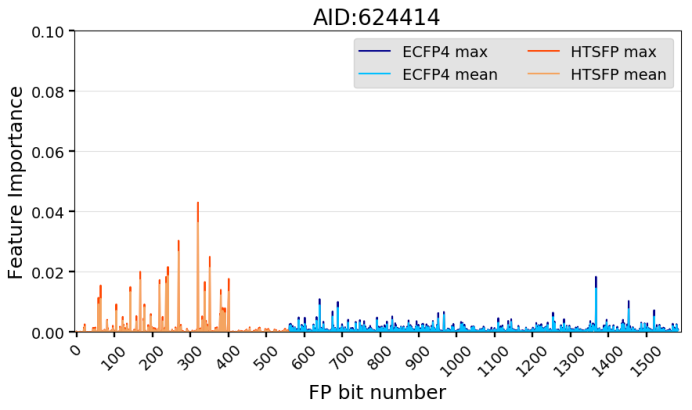 AID:624414
ECFP4 max
ECFP4 mean
HTSFP max
HTSFP mean
Feature Importance
0.10
0.08
0.06
0.04
0.02
0.00
0 100 200 300 400 500 600 700 800 900 1000 1100 1200 1300 1400 1500
FP bit number